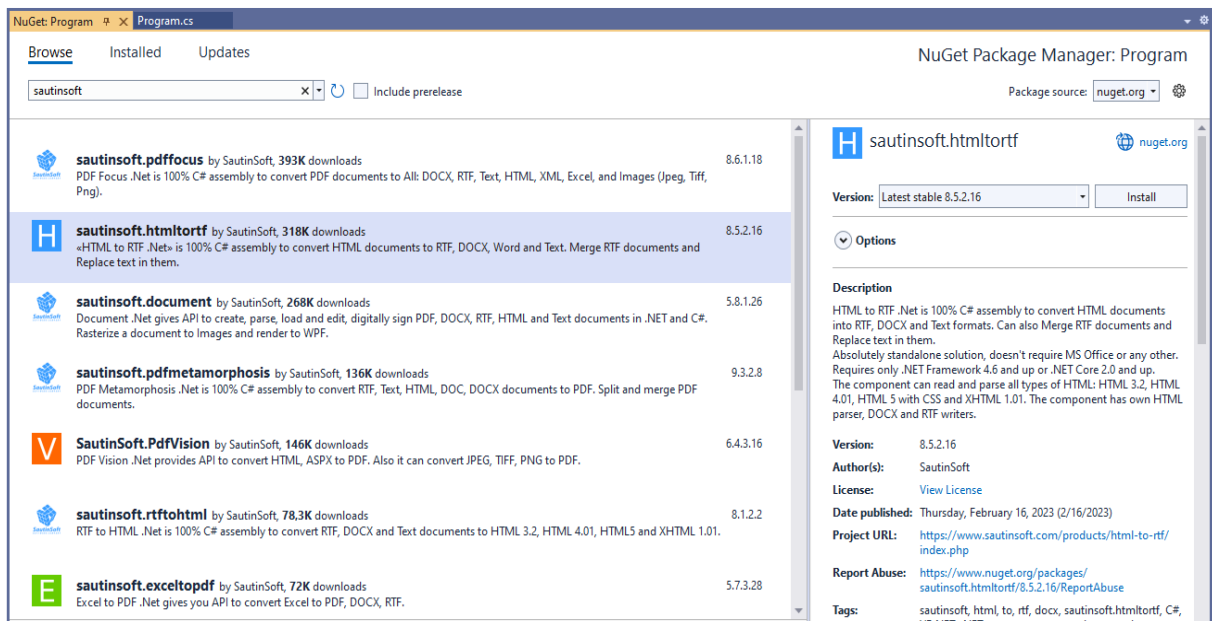 NuGet: Program
Program.cs
Browse
Installed
Updates
NuGet Package Manager: Program
sautinsoft
Include prerelease
Package source:
nuget.org
sautinsoft.pdffocus by SautinSoft, 393K downloads
8.6.1.18
PDF Focus .Net is 100% C# assembly to convert PDF documents to All: DOCX, RTF, Text, HTML, XML, Excel, and Images (Jpeg, Tiff,
Png).
H
sautinsoft.htmltortf by SautinSoft, 318K downloads
8.5.2.16
«HTML to RTF .Net» is 100% C# assembly to convert HTML documents to RTF, DOCX, Word and Text. Merge RTF documents and
Replace text in them.
sautinsoft.document by SautinSoft, 268K downloads
5.8.1.26
Document .Net gives API to create, parse, load and edit, digitally sign PDF, DOCX, RTF, HTML and Text documents in .NET and C#.
Rasterize a document to Images and render to WPF.
sautinsoft.pdfmetamorphosis by SautinSoft, 136K downloads
9.3.2.8
PDF Metamorphosis .Net is 100% C# assembly to convert RTF, Text, HTML, DOC, DOCX documents to PDF. Split and merge PDF
documents.
V
SautinSoft.PdfVision by SautinSoft, 146K downloads
6.4.3.16
PDF Vision .Net provides API to convert HTML, ASPX to PDF. Also it can convert JPEG, TIFF, PNG to PDF.
sautinsoft.rtftohtml by SautinSoft, 78,3K downloads
8.1.2.2
RTF to HTML .Net is 100% C# assembly to convert RTF, DOCX and Text documents to HTML 3.2, HTML 4.01, HTML5 and XHTML 1.01.
E
sautinsoft.exceltopdf by SautinSoft, 72K downloads
5.7.3.28
Excel to PDF .Net gives you API to convert Excel to PDF, DOCX, RTF.
H
sautinsoft.htmltortf
nuget.org
Version:
Latest stable 8.5.2.16
Install
Options
Description
HTML to RTF .Net is 100% C# assembly to convert HTML documents
into RTF, DOCX and Text formats. Can also Merge RTF documents and
Replace text in them.
Absolutely standalone solution, doesn't require MS Office or any other.
Requires only .NET Framework 4.6 and up or .NET Core 2.0 and up.
The component can read and parse all types of HTML: HTML 3.2, HTML
4.01, HTML 5 with CSS and XHTML 1.01. The component has own HTML
parser, DOCX and RTF writers.
Version: 8.5.2.16
Author(s): SautinSoft
License: View License
Date published: Thursday, February 16, 2023 (2/16/2023)
Project URL: https://www.sautinsoft.com/products/html-to-rtf/
index.php
Report Abuse: https://www.nuget.org/packages/
sautinsoft.htmltortf/8.5.2.16/ReportAbuse
Tags: sautinsoft, html, to, rtf, docx, sautinsoft.htmltortf, C#,